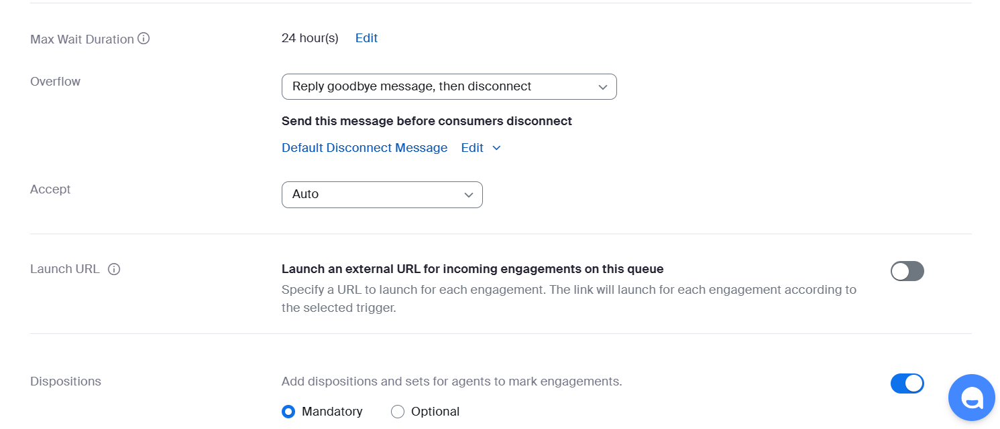 Max Wait Duration 24 hour(s) Edit
Overflow Reply goodbye message, then disconnect
Send this message before consumers disconnect
Default Disconnect Message Edit
Accept Auto
Launch URL Launch an external URL for incoming engagements on this queue
Specify a URL to launch for each engagement. The link will launch for each engagement according to
the selected trigger.
Dispositions Add dispositions and sets for agents to mark engagements.
Mandatory Optional